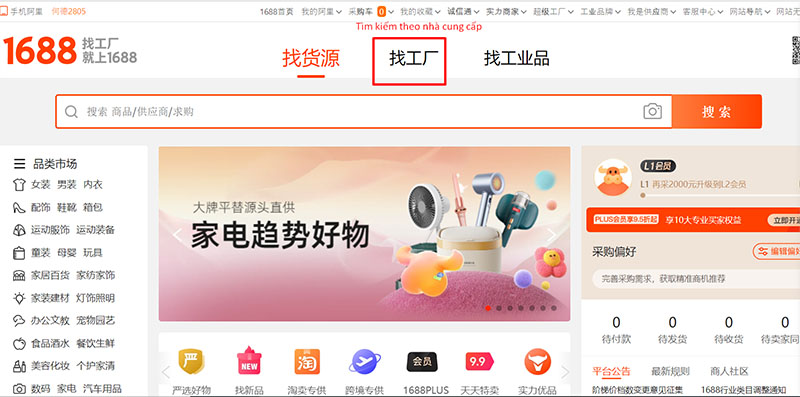 手机阿里 何德2805 1688首页 我的阿里 采购车 0 我的收藏 诚信通 实力商家 超级工厂 工业品牌 我是供应商 客服中心 网站导航 网站无
Tìm kiếm theo nhà cung cấp
1688 找工厂 就上1688
找货源 找工厂 找工业品
搜索 商品/供应商/求购 搜 索
品类市场
女装 男装 内衣
配饰 鞋靴 箱包
运动服饰 运动装备
童装 母婴 玩具
家居百货 家纺家饰
家装建材 灯饰照明
办公文教 宠物园艺
食品酒水 餐饮生鲜
美容化妆 个护家清
数码 家电 汽车用品
大牌平替源头直供
家电趋势好物
严选好物 找新品 淘卖专供 跨境专供 1688PLUS 天天特卖 实力优品
严 NEW 淘 会员 9.9
L1会员
L1 再采2000元升级到L2会员
PLUS会员享9.5折起 享10大专业买家权益 立即开通
采购偏好 编辑偏好
完善采购需求，获取精准商机推荐
0 0 0 0
待付款 待发货 待收货 待卖家同
平台公告 最新规则 商人社区
阶梯价档数变更意见征集 1688行业类目调整通知